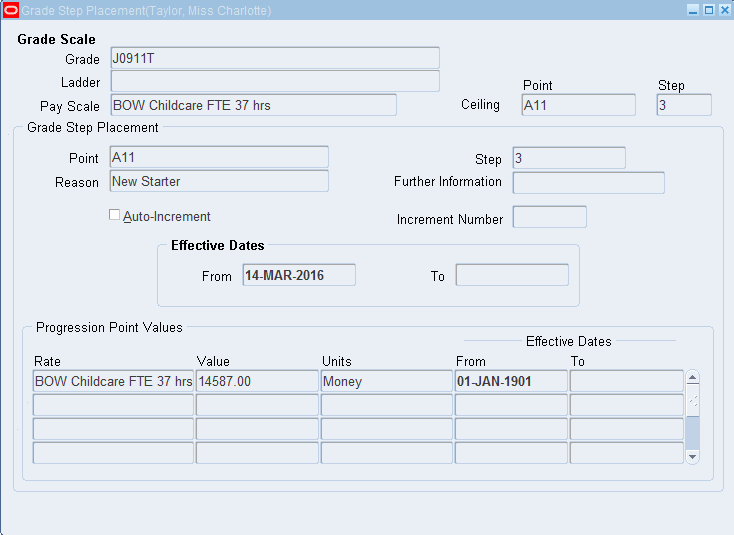 Grade Step Placement(Taylor, Miss Charlotte)
Grade Scale
Grade J0911T
Ladder
Point Step
Pay Scale BOW Childcare FTE 37 hrs Ceiling A11 3
Grade Step Placement
Point A11 Step 3
Reason New Starter Further Information
Auto-Increment Increment Number
Effective Dates
From 14-MAR-2016 To
Progression Point Values
Effective Dates
Rate Value Units From To
BOW Childcare FTE 37 hrs 14587.00 Money 01-JAN-1901